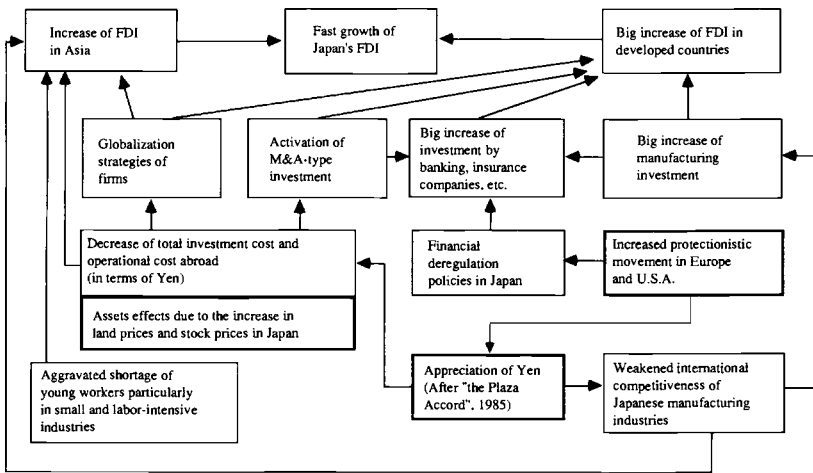 Increase of FDI
in Asia
Fast growth of
Japan's FDI
Big increase of FDI in
developed countries
Globalization
strategies of
firms
Activation of
M&A-type
investment
Big increase of
investment by
banking, insurance
companies, etc.
Big increase of
manufacturing
investment
Decrease of total investment cost and
operational cost abroad
(in terms of Yen)
Financial
deregulation
policies in Japan
Increased protectionistic
movement in Europe
and U.S.A.
Assets effects due to the increase in
land prices and stock prices in Japan
Aggravated shortage of
young workers particularly
in small and labor-intensive
industries
Appreciation of Yen
(After "the Plaza
Accord", 1985)
Weakened international
competitiveness of
Japanese manufacturing
industries